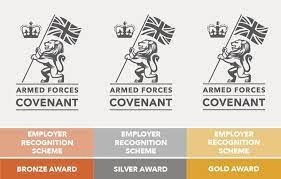 ARMED FORCES
COVENANT
EMPLOYER
RECOGNITION
SCHEME
BRONZE AWARD
ARMED FORCES
COVENANT
EMPLOYER
RECOGNITION
SCHEME
SILVER AWARD
ARMED FORCES
COVENANT
EMPLOYER
RECOGNITION
SCHEME
GOLD AWARD